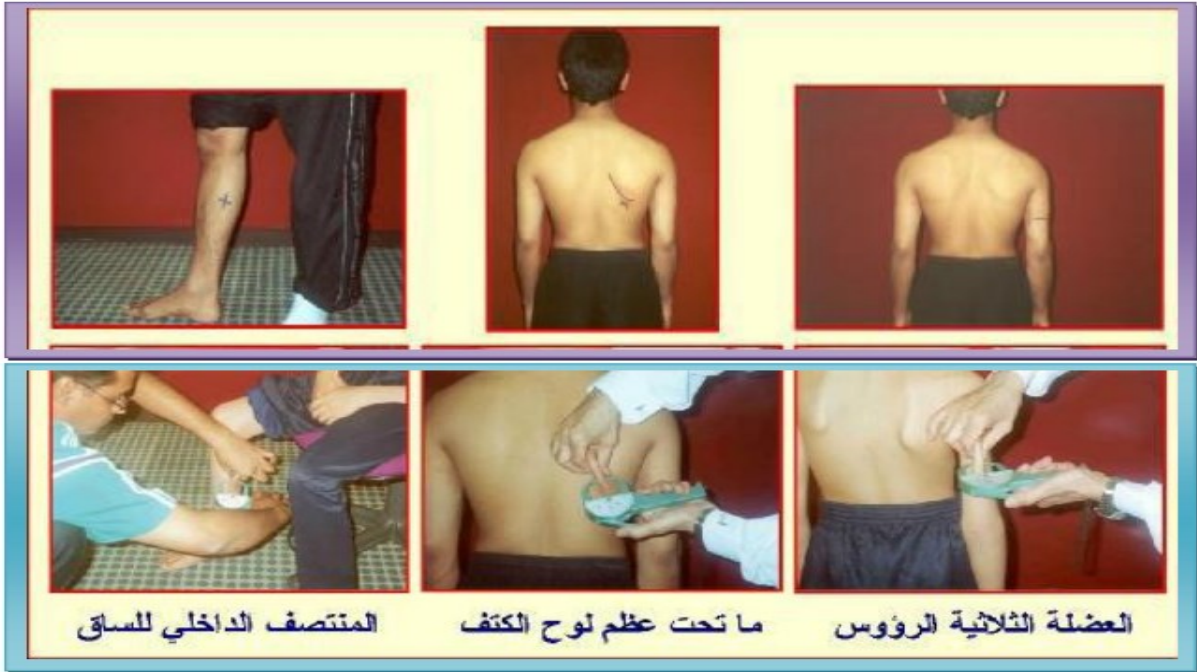 العضلة الثلاثية الرؤوس
ما تحت عظم لوح الكتف
المنتصف الداخلي للساق